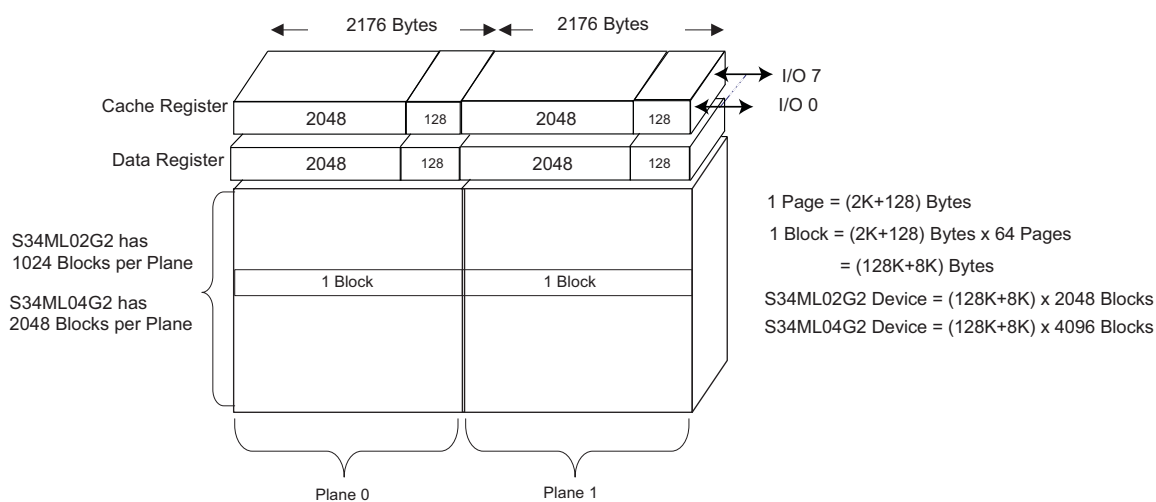 2176 Bytes 2176 Bytes
I/O 7
Cache Register 2048 128 2048 128 I/O 0
Data Register 2048 128 2048 128
S34ML02G2 has
1024 Blocks per Plane
S34ML04G2 has
2048 Blocks per Plane
1 Block 1 Block
1 Page = (2K+128) Bytes
1 Block = (2K+128) Bytes x 64 Pages
= (128K+8K) Bytes
S34ML02G2 Device = (128K+8K) x 2048 Blocks
S34ML04G2 Device = (128K+8K) x 4096 Blocks
Plane 0 Plane 1